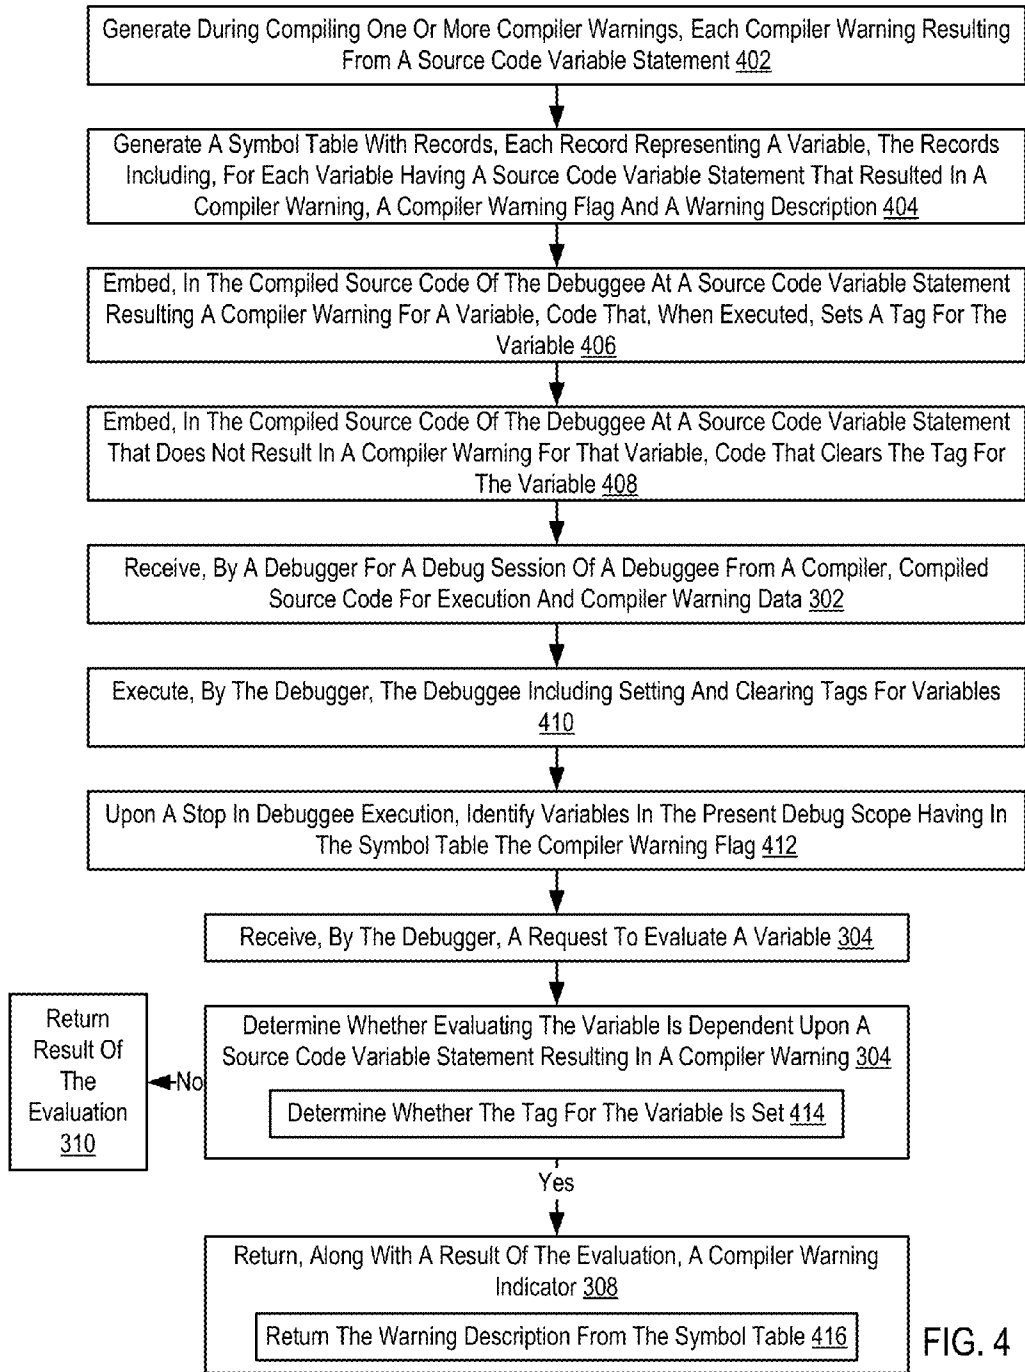 Generate During Compiling One Or More Compiler Warnings, Each Compiler Warning Resulting
From A Source Code Variable Statement 402
Generate A Symbol Table With Records, Each Record Representing A Variable, The Records
Including, For Each Variable Having A Source Code Variable Statement That Resulted In A
Compiler Warning, A Compiler Warning Flag And A Warning Description 404
Embed, In The Compiled Source Code Of The Debuggee At A Source Code Variable Statement
Resulting A Compiler Warning For A Variable, Code That, When Executed, Sets A Tag For The
Variable 406
Embed, In The Compiled Source Code Of The Debuggee At A Source Code Variable Statement
That Does Not Result In A Compiler Warning For That Variable, Code That Clears The Tag For
The Variable 408
Receive, By A Debugger For A Debug Session Of A Debuggee From A Compiler, Compiled
Source Code For Execution And Compiler Warning Data 302
Execute, By The Debugger, The Debuggee Including Setting And Clearing Tags For Variables
410
Upon A Stop In Debuggee Execution, Identify Variables In The Present Debug Scope Having In
The Symbol Table The Compiler Warning Flag 412
Receive, By The Debugger, A Request To Evaluate A Variable 304
Determine Whether Evaluating The Variable Is Dependent Upon A
Source Code Variable Statement Resulting In A Compiler Warning 304
Determine Whether The Tag For The Variable Is Set 414
No
Return
Result Of
The
Evaluation
310
Yes
Return, Along With A Result Of The Evaluation, A Compiler Warning
Indicator 308
Return The Warning Description From The Symbol Table 416
FIG. 4